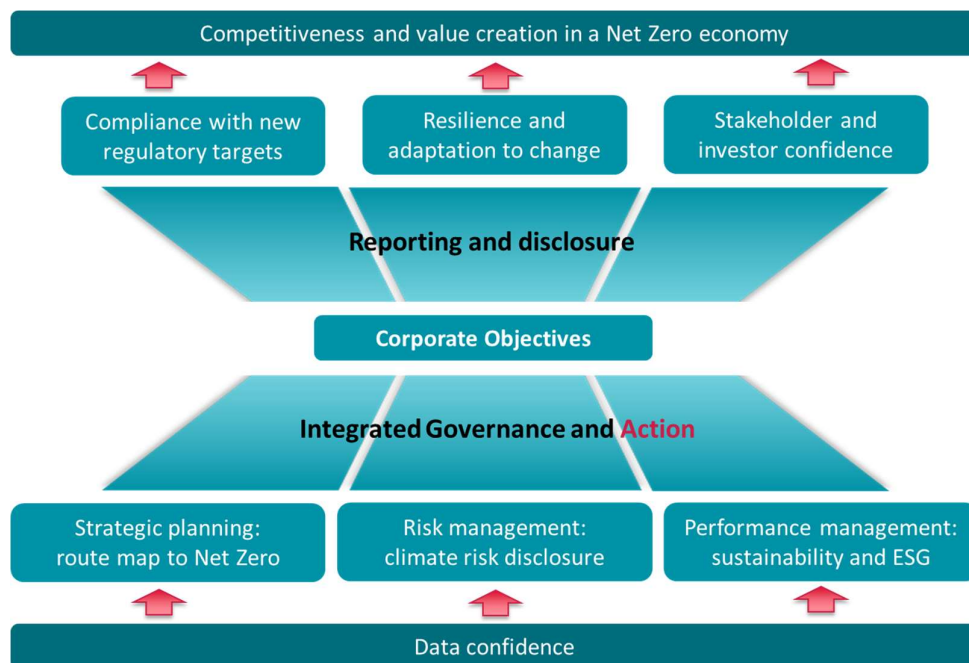 Competitiveness and value creation in a Net Zero economy
Compliance with new
regulatory targets
Resilience and
adaptation to change
Stakeholder and
investor confidence
Reporting and disclosure
Corporate Objectives
Integrated Governance and Action
Strategic planning:
route map to Net Zero
Risk management:
climate risk disclosure
Performance management:
sustainability and ESG
Data confidence